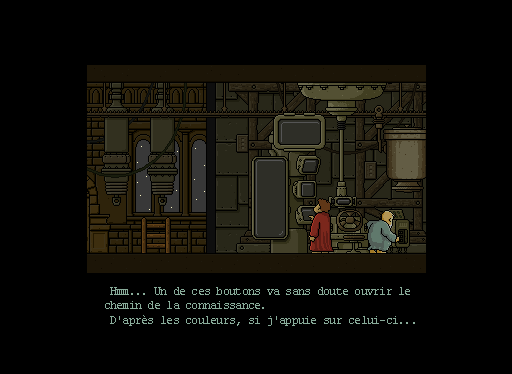 Hmm... Un de ces boutons va sans doute ouvrir le
chemin de la connaissance.
D'après les couleurs, si j'appuie sur celui-ci...